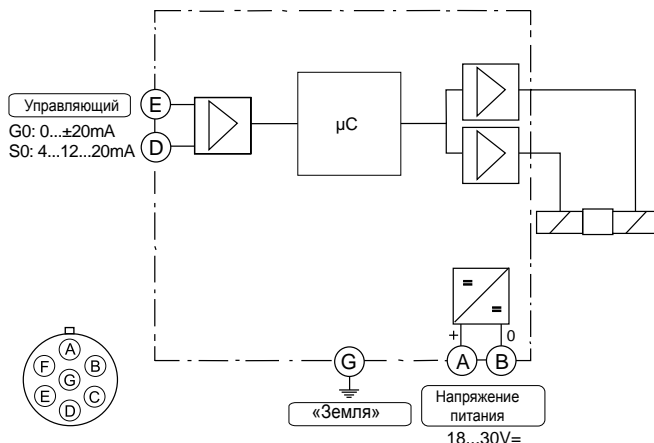 Управляющий
G0: 0...±20mA
S0: 4...12...20mA
E
D
µC
=
=
+
0
G
A
B
«Земля»
Напряжение
питания
18...30V=
A
F
B
G
E
C
D